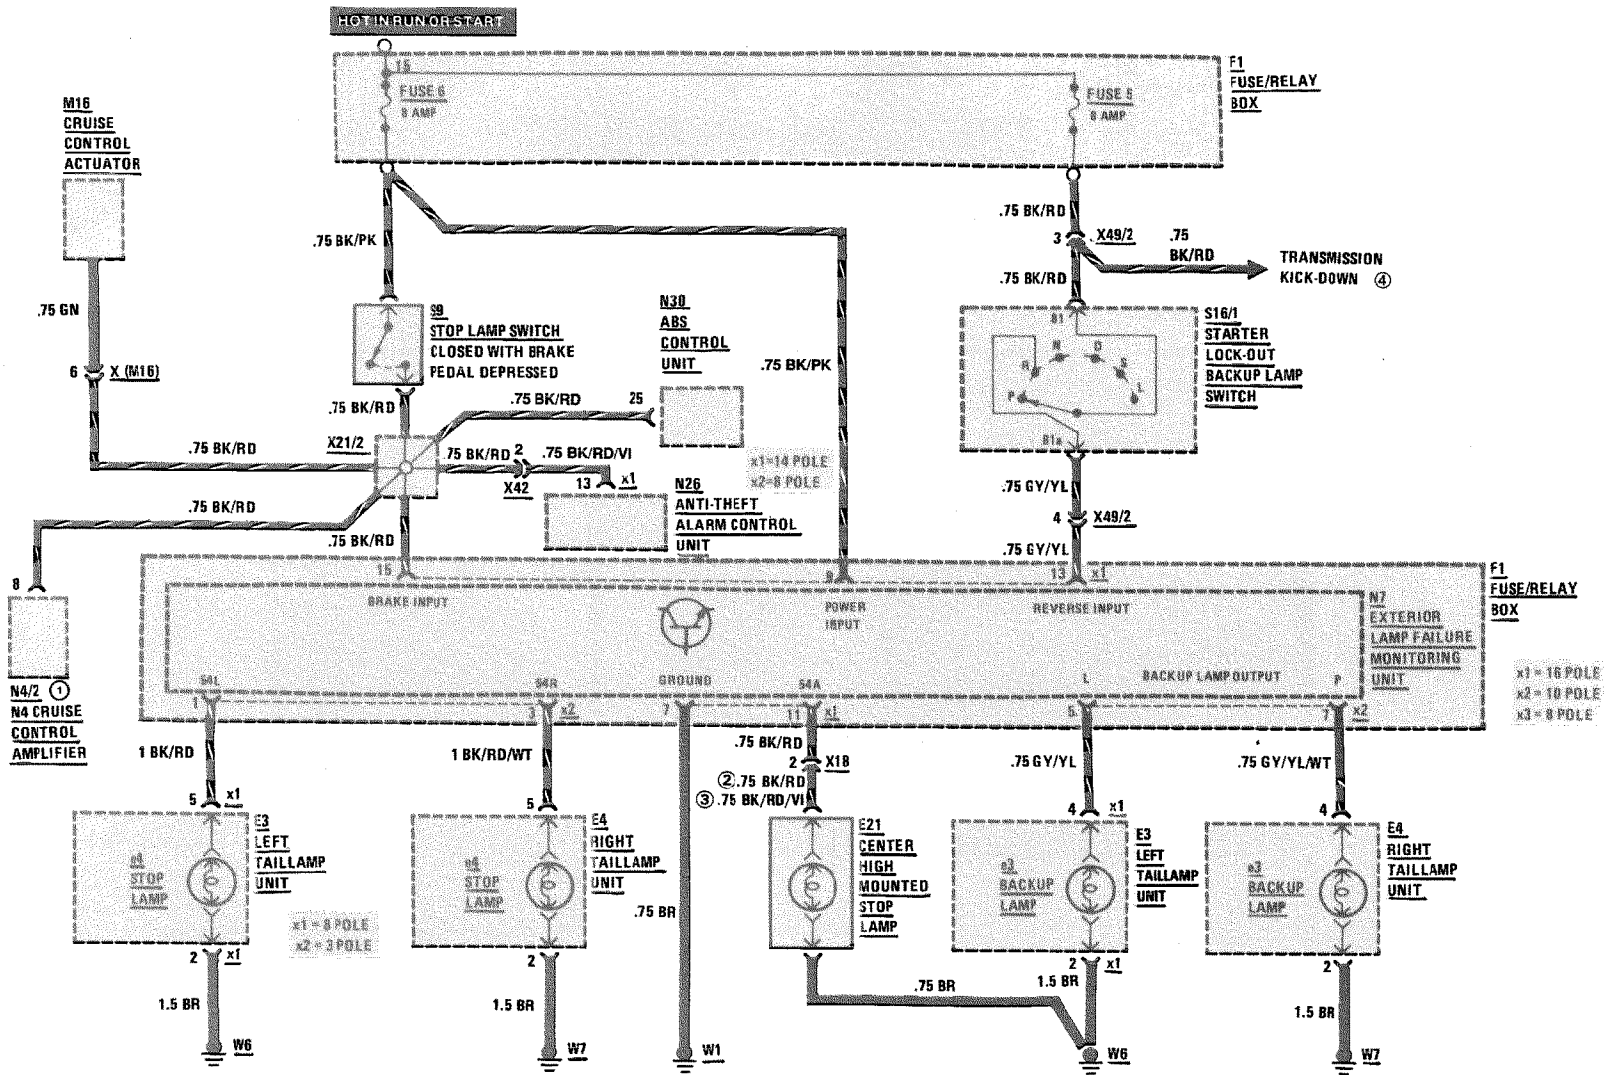 HOT IN RUN OR START
15
FUSE 6
8 AMP
FUSE 5
8 AMP
F1
FUSE/RELAY
BOX
M16
CRUISE
CONTROL
ACTUATOR
.75 GN
6
X (M16)
.75 BK/PK
S9
STOP LAMP SWITCH
CLOSED WITH BRAKE
PEDAL DEPRESSED
N30
ABS
CONTROL
UNIT
.75 BK/PK
.75 BK/RD
3
X49/2
.75
BK/RD
.75 BK/RD
TRANSMISSION
KICK-DOWN ④
B1
R
N
D
S
L
P
B1a
S16/1
STARTER
LOCK-OUT
BACKUP LAMP
SWITCH
.75 BK/RD
.75 BK/RD
25
X21/2
.75 BK/RD
.75 BK/RD
2
.75 BK/RD/VI
X42
13
x1
x1=14 POLE
x2=8 POLE
N26
ANTI-THEFT
ALARM CONTROL
UNIT
.75 BK/RD
.75 BK/RD
.75 GY/YL
4
X49/2
.75 GY/YL
8
N4/2 ①
N4 CRUISE
CONTROL
AMPLIFIER
15
9
13
x1
BRAKE INPUT
POWER
INPUT
REVERSE INPUT
54L
54R
GROUND
54A
L
BACKUP LAMP OUTPUT
P
N7
EXTERIOR
LAMP FAILURE
MONITORING
UNIT
F1
FUSE/RELAY
BOX
x1 = 16 POLE
x2 = 10 POLE
x3 = 8 POLE
1
3
x2
7
11
x1
5
7
x2
1 BK/RD
1 BK/RD/WT
.75 BK/RD
2
X18
② .75 BK/RD
③ .75 BK/RD/VI
.75 GY/YL
.75 GY/YL/WT
5
x1
5
4
x1
4
e4
STOP
LAMP
E3
LEFT
TAILLAMP
UNIT
e4
STOP
LAMP
E4
RIGHT
TAILLAMP
UNIT
.75 BR
E21
CENTER
HIGH
MOUNTED
STOP
LAMP
e3
BACKUP
LAMP
E3
LEFT
TAILLAMP
UNIT
e3
BACKUP
LAMP
E4
RIGHT
TAILLAMP
UNIT
x1 = 8 POLE
x2 = 3 POLE
2
x1
2
2
x1
2
1.5 BR
1.5 BR
.75 BR
1.5 BR
1.5 BR
W6
W7
W1
W6
W7